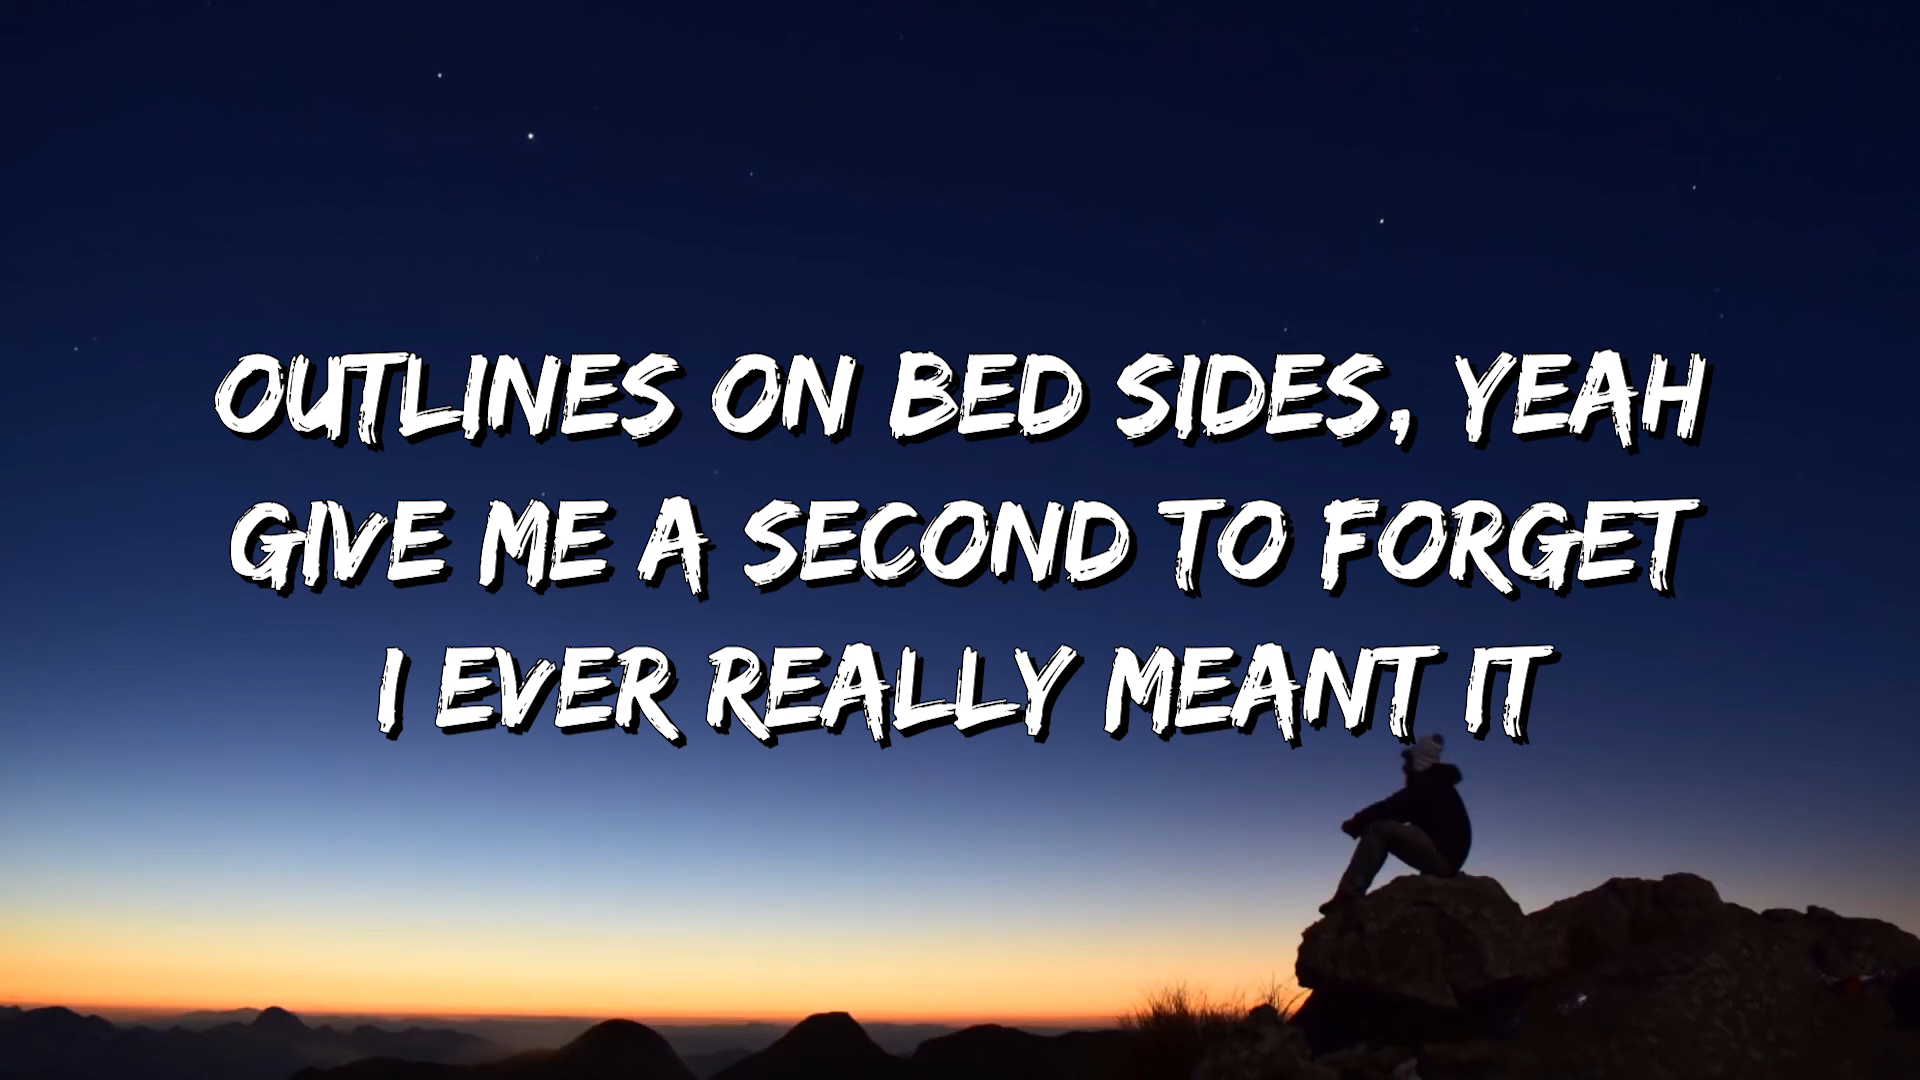 OUTLINES ON BED SIDES, YEAH
GIVE ME A SECOND TO FORGET
I EVER REALLY MEANT IT